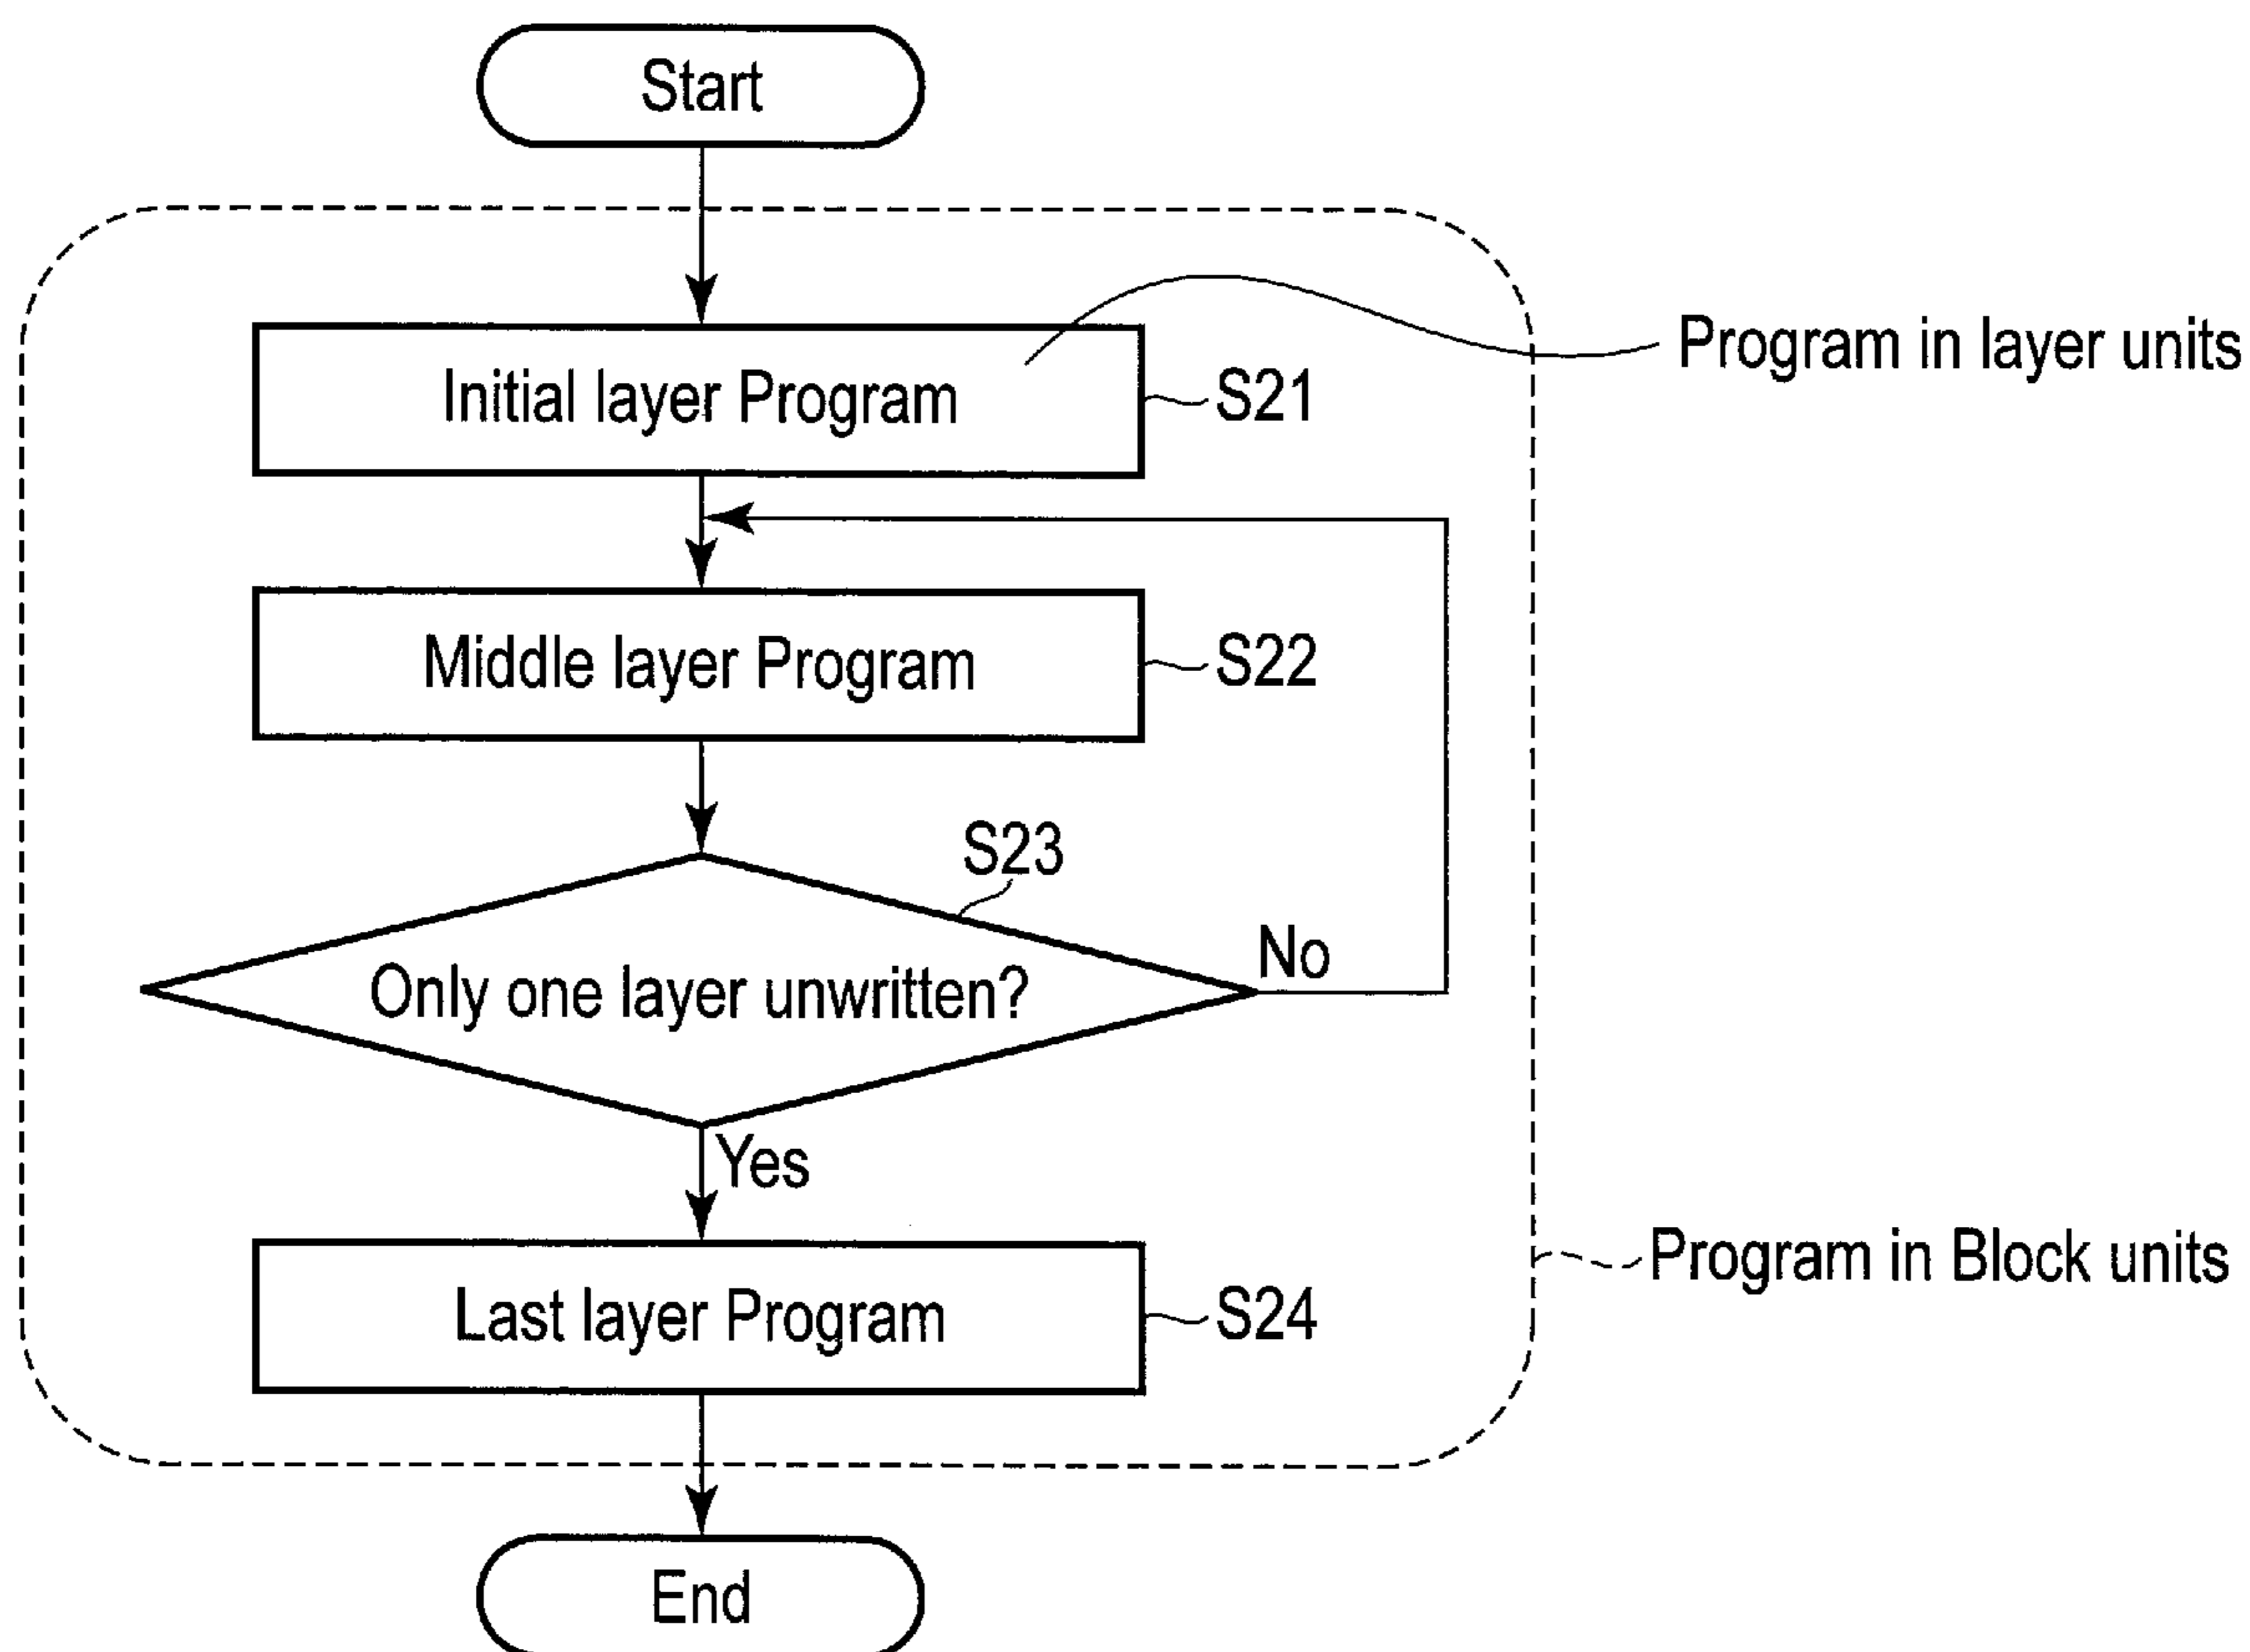 Start
Program in layer units
Initial layer Program
S21
Middle layer Program
S22
S23
Only one layer unwritten?
No
Yes
Program in Block units
Last layer Program
S24
End